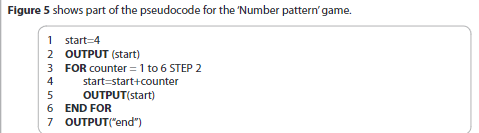 Figure 5 shows part of the pseudocode for the 'Number pattern' game.
1 start=4
2 OUTPUT (start)
3 FOR counter = 1 to 6 STEP 2
4 start=start+counter
5 OUTPUT(start)
6 END FOR
7 OUTPUT("end")